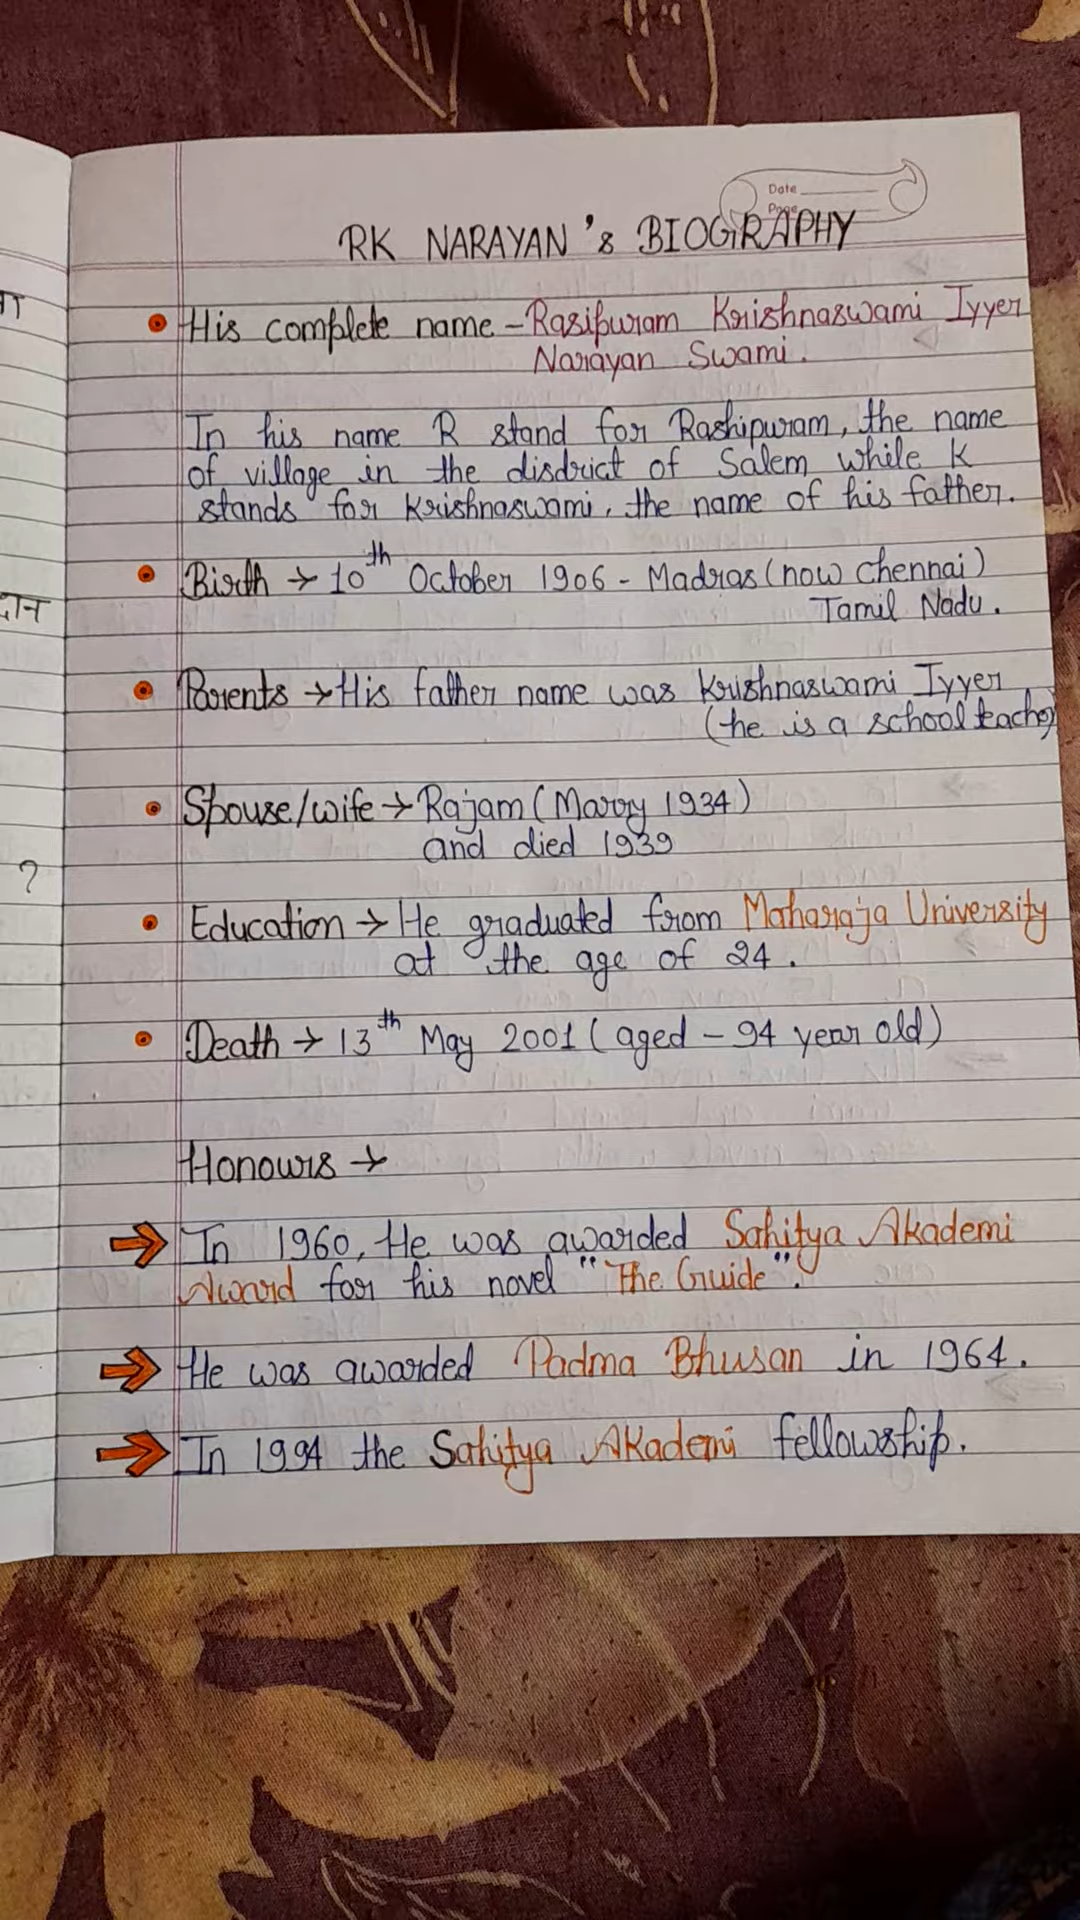 Date
Page
RK NARAYAN 's BIOGRAPHY
• His complete name – Rasipuram Krishnaswami Iyyer
Narayan Swami.
In his name R stand for Rashipuram, the name
of village in the disdrict of Salem while K
stands for Krishnaswami, the name of his father.
• Birth → 10th October 1906 - Madras (now chennai)
Tamil Nadu.
• Parents → His father name was Krishnaswami Iyyer
(he is a school teacher)
• Spouse/wife → Rajam (Marry 1934)
and died 1939
• Education → He graduated from Maharaja University
at the age of 24.
• Death → 13th May 2001 (aged – 94 year old)
Honours →
⇒ In 1960, He was awarded Sahitya Akademi
Award for his novel "The Guide".
⇒ He was awarded Padma Bhusan in 1964.
⇒ In 1994 the Sahitya Akademi fellowship.
?